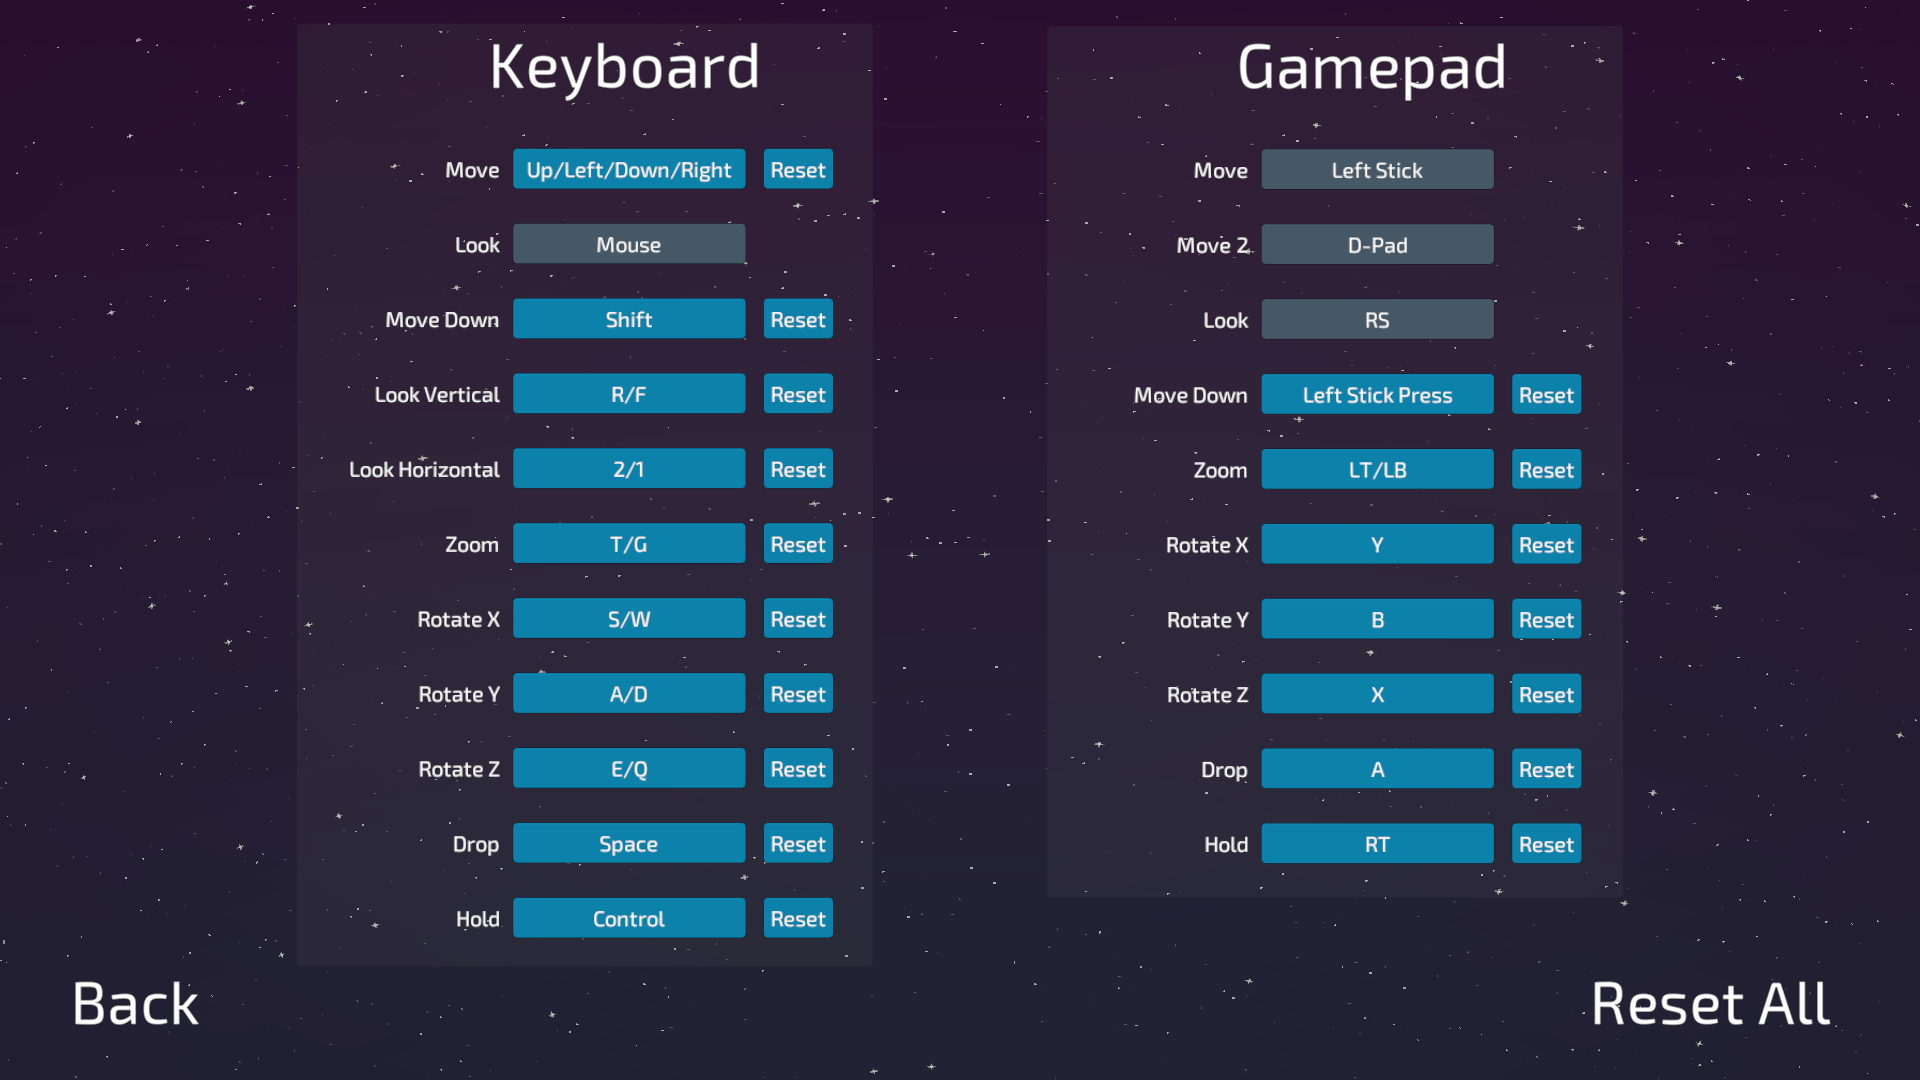 Keyboard
Move Up/Left/Down/Right Reset
Look Mouse
Move Down Shift Reset
Look Vertical R/F Reset
Look Horizontal 2/1 Reset
Zoom T/G Reset
Rotate X S/W Reset
Rotate Y A/D Reset
Rotate Z E/Q Reset
Drop Space Reset
Hold Control Reset
Gamepad
Move Left Stick
Move 2 D-Pad
Look RS
Move Down Left Stick Press Reset
Zoom LT/LB Reset
Rotate X Y Reset
Rotate Y B Reset
Rotate Z X Reset
Drop A Reset
Hold RT Reset
Back
Reset All